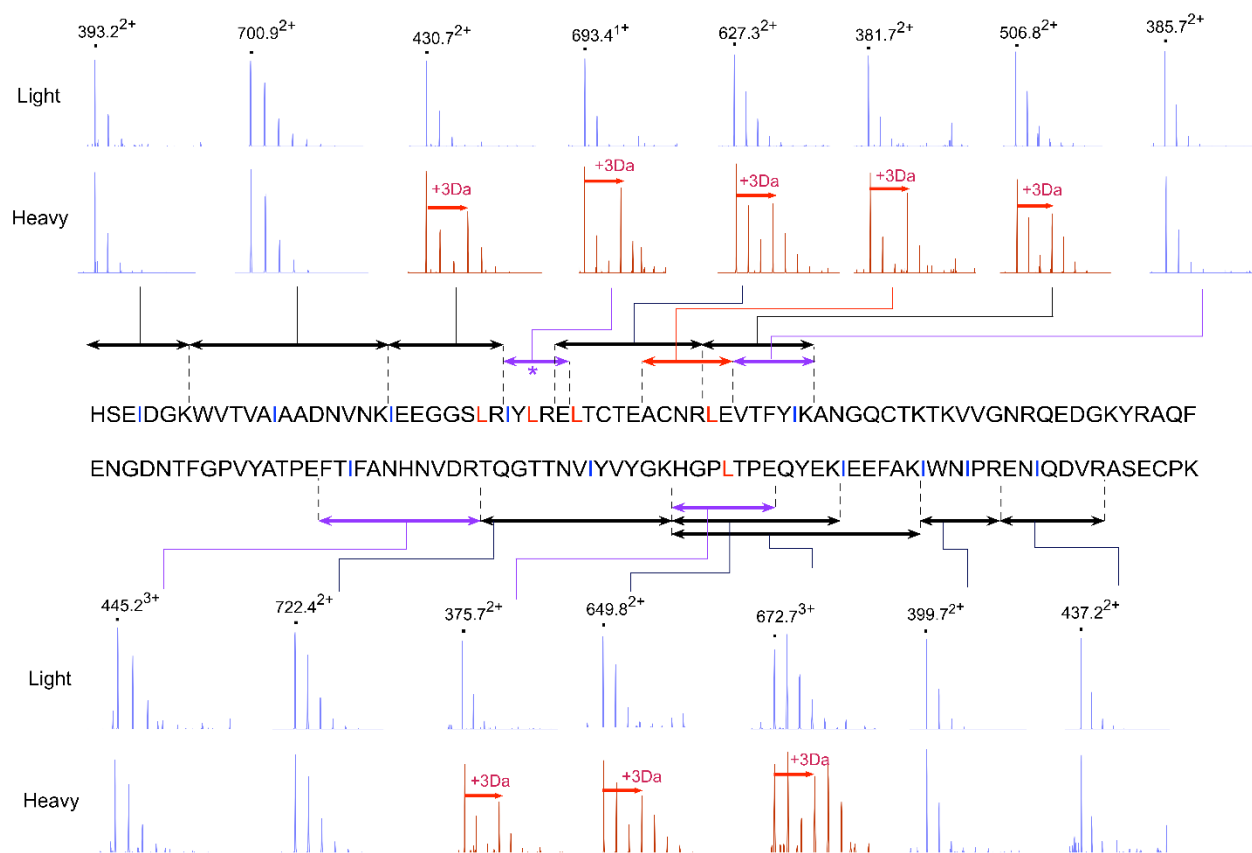 393.2²⁺ 700.9²⁺ 430.7²⁺ 693.4¹⁺ 627.3²⁺ 381.7²⁺ 506.8²⁺ 385.7²⁺
Light
+3Da +3Da +3Da +3Da +3Da
Heavy
*
HSEIDGKWVTVAIAADNVNKIEEGGSLRIYLRELTCTEACNRLEVTFYIKANGQCTKTKVVGNRQEDGKYRAQF
ENGDNTFGPVYATPEFTIFANHNVDRTQGTTNVIYVYGKHGPLTPEQYEKIEEFAKIWNIPRENIQDVRASECPK
445.2³⁺ 722.4²⁺ 375.7²⁺ 649.8²⁺ 672.7³⁺ 399.7²⁺ 437.2²⁺
Light
+3Da +3Da +3Da
Heavy